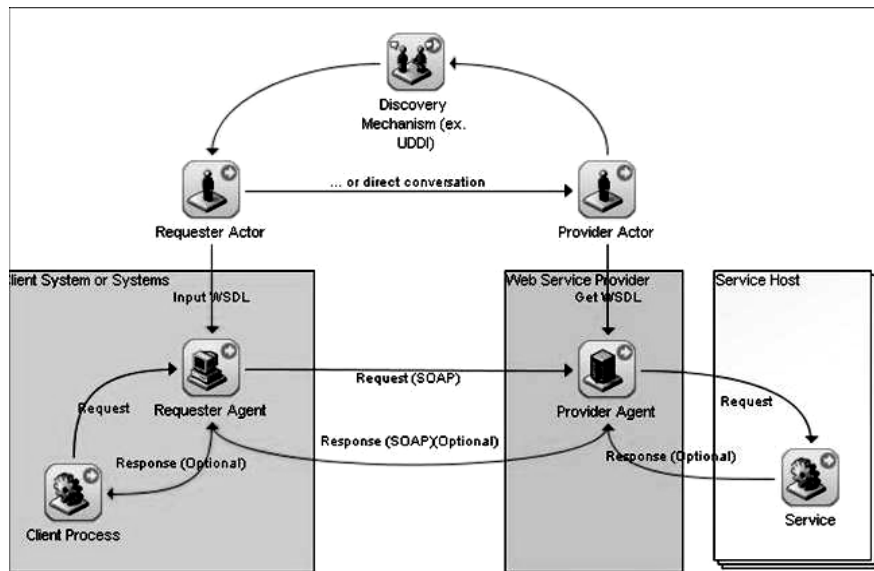 Discovery
Mechanism (ex.
UDDI)
... or direct conversation
Requester Actor
Provider Actor
Client System or Systems
Web Service Provider
Service Host
Input WSDL
Get WSDL
Request (SOAP)
Request
Requester Agent
Provider Agent
Request
Response (SOAP)(Optional)
Response (Optional)
Response (Optional)
Client Process
Service